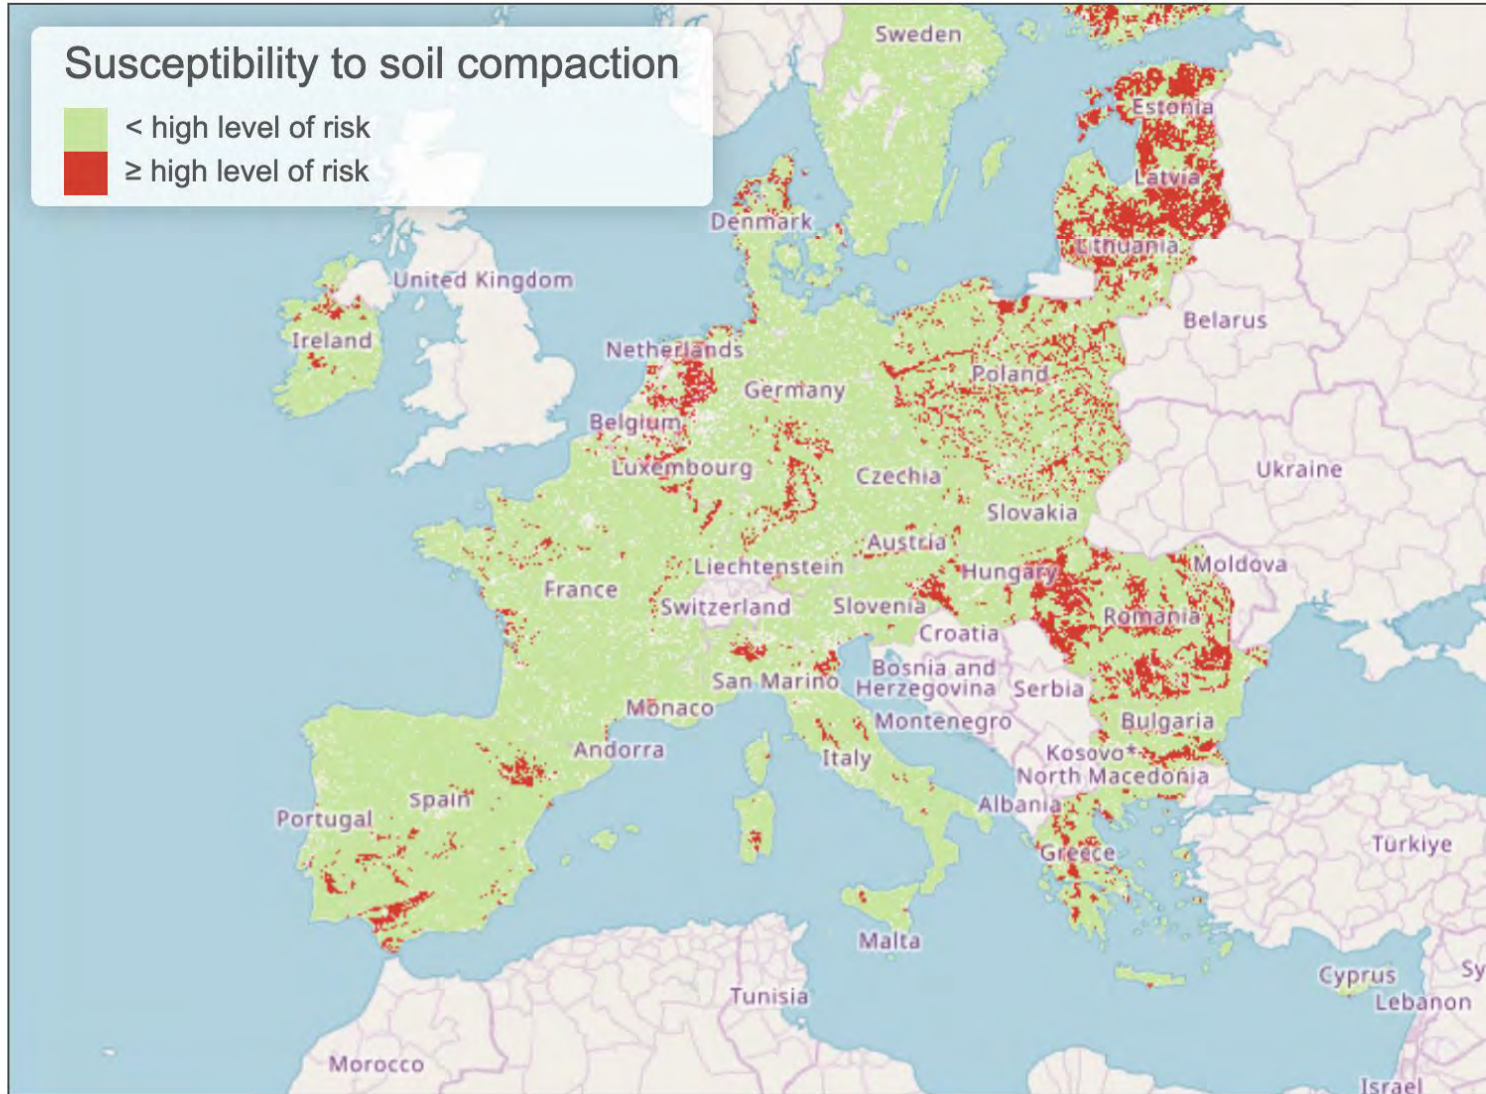 Susceptibility to soil compaction
< high level of risk
≥ high level of risk
Sweden
Estonia
Latvia
Denmark
Lithuania
United Kingdom
Belarus
Ireland
Netherlands
Poland
Germany
Belgium
Luxembourg
Czechia
Ukraine
Slovakia
Austria
Liechtenstein
Hungary
Moldova
France
Switzerland
Slovenia
Romania
Croatia
Bosnia and
Herzegovina
San Marino
Serbia
Monaco
Montenegro
Bulgaria
Andorra
Italy
Kosovo*
North Macedonia
Spain
Albania
Portugal
Türkiye
Greece
Malta
Cyprus
Sy
Tunisia
Lebanon
Morocco
Israel